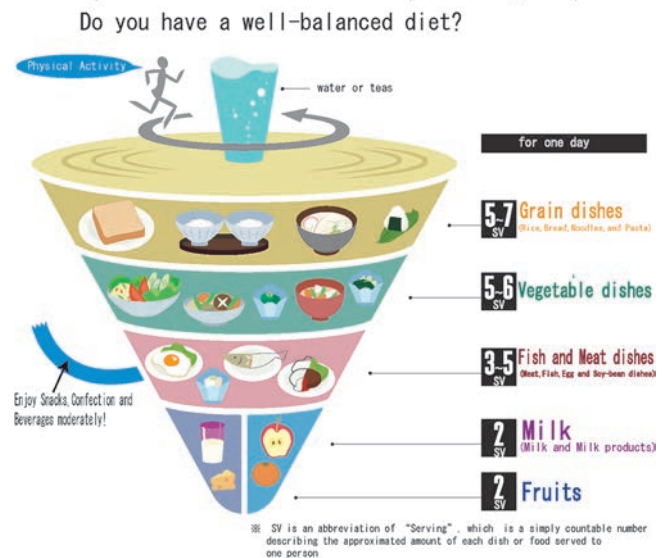 Do you have a well-balanced diet?
Physical Activity
water or teas
for one day
5~7
SV
Grain dishes
(Rice, Bread, Noodles, and Pasta)
5~6
SV
Vegetable dishes
3~5
SV
Fish and Meat dishes
(Meat, Fish, Egg and Soy-bean dishes)
Enjoy Snacks, Confection and
Beverages moderately!
2
SV
Milk
(Milk and Milk products)
2
SV
Fruits
※ SV is an abbreviation of "Serving", which is a simply countable number
describing the approximated amount of each dish or food served to
one person